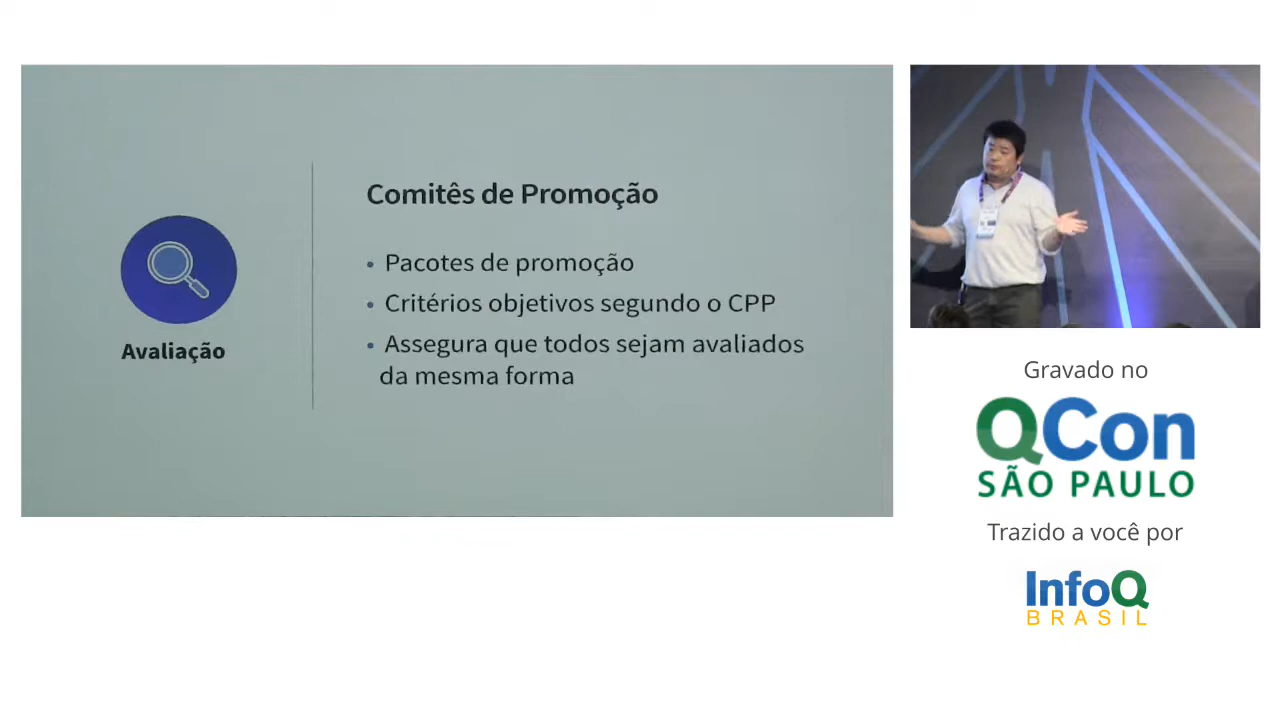 Comitês de Promoção
• Pacotes de promoção
• Critérios objetivos segundo o CPP
• Assegura que todos sejam avaliados
da mesma forma
Avaliação
Gravado no
QCon
SÃO PAULO
Trazido a você por
InfoQ
BRASIL